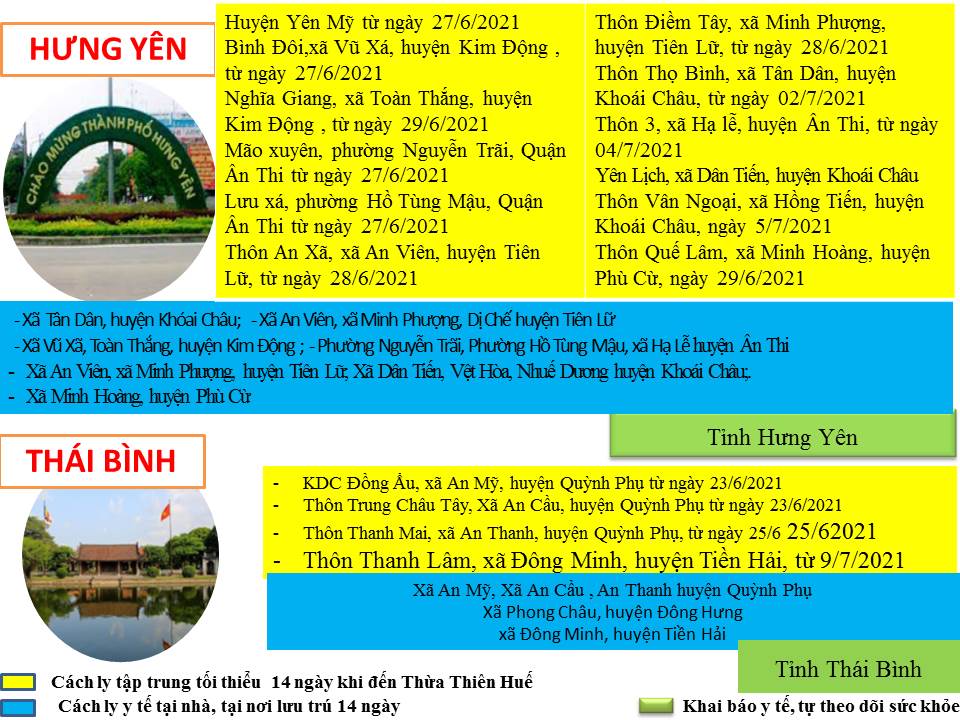 HƯNG YÊN
CHÀO MỪNG THÀNH PHỐ HƯNG YÊN
Huyện Yên Mỹ từ ngày 27/6/2021
Bình Đôi,xã Vũ Xá, huyện Kim Động ,
từ ngày 27/6/2021
Nghĩa Giang, xã Toàn Thắng, huyện
Kim Động , từ ngày 29/6/2021
Mão xuyên, phường Nguyễn Trãi, Quận
Ân Thi từ ngày 27/6/2021
Lưu xá, phường Hồ Tùng Mậu, Quận
Ân Thi từ ngày 27/6/2021
Thôn An Xã, xã An Viên, huyện Tiên
Lữ, từ ngày 28/6/2021
Thôn Điềm Tây, xã Minh Phượng,
huyện Tiên Lữ, từ ngày 28/6/2021
Thôn Thọ Bình, xã Tân Dân, huyện
Khoái Châu, từ ngày 02/7/2021
Thôn 3, xã Hạ lễ, huyện Ân Thi, từ ngày
04/7/2021
Yên Lịch, xã Dân Tiến, huyện Khoái Châu
Thôn Vân Ngoại, xã Hồng Tiến, huyện
Khoái Châu, ngày 5/7/2021
Thôn Quế Lâm, xã Minh Hoàng, huyện
Phù Cừ, ngày 29/6/2021
- Xã Tân Dân, huyện Khóai Châu; - Xã An Viên, xã Minh Phượng, Dị Chế huyện Tiên Lữ
- Xã Vũ Xã, Toàn Thắng, huyện Kim Động ; - Phường Nguyễn Trãi, Phường Hồ Tùng Mậu, xã Hạ Lễ huyện Ân Thi
- Xã An Viên, xã Minh Phượng, huyện Tiên Lữ; Xã Dân Tiến, Vệt Hòa, Nhuế Dương huyện Khoái Châu;.
- Xã Minh Hoàng, huyện Phù Cừ
Tỉnh Hưng Yên
THÁI BÌNH
- KDC Đồng Ấu, xã An Mỹ, huyện Quỳnh Phụ từ ngày 23/6/2021
- Thôn Trung Châu Tây, Xã An Cầu, huyện Quỳnh Phụ từ ngày 23/6/2021
- Thôn Thanh Mai, xã An Thanh, huyện Quỳnh Phụ, từ ngày 25/6 25/62021
- Thôn Thanh Lâm, xã Đông Minh, huyện Tiền Hải, từ 9/7/2021
Xã An Mỹ, Xã An Cầu , An Thanh huyện Quỳnh Phụ
Xã Phong Châu, huyện Đông Hưng
xã Đông Minh, huyện Tiền Hải
Tỉnh Thái Bình
Cách ly tập trung tối thiểu 14 ngày khi đến Thừa Thiên Huế
Cách ly y tế tại nhà, tại nơi lưu trú 14 ngày
Khai báo y tế, tự theo dõi sức khỏe